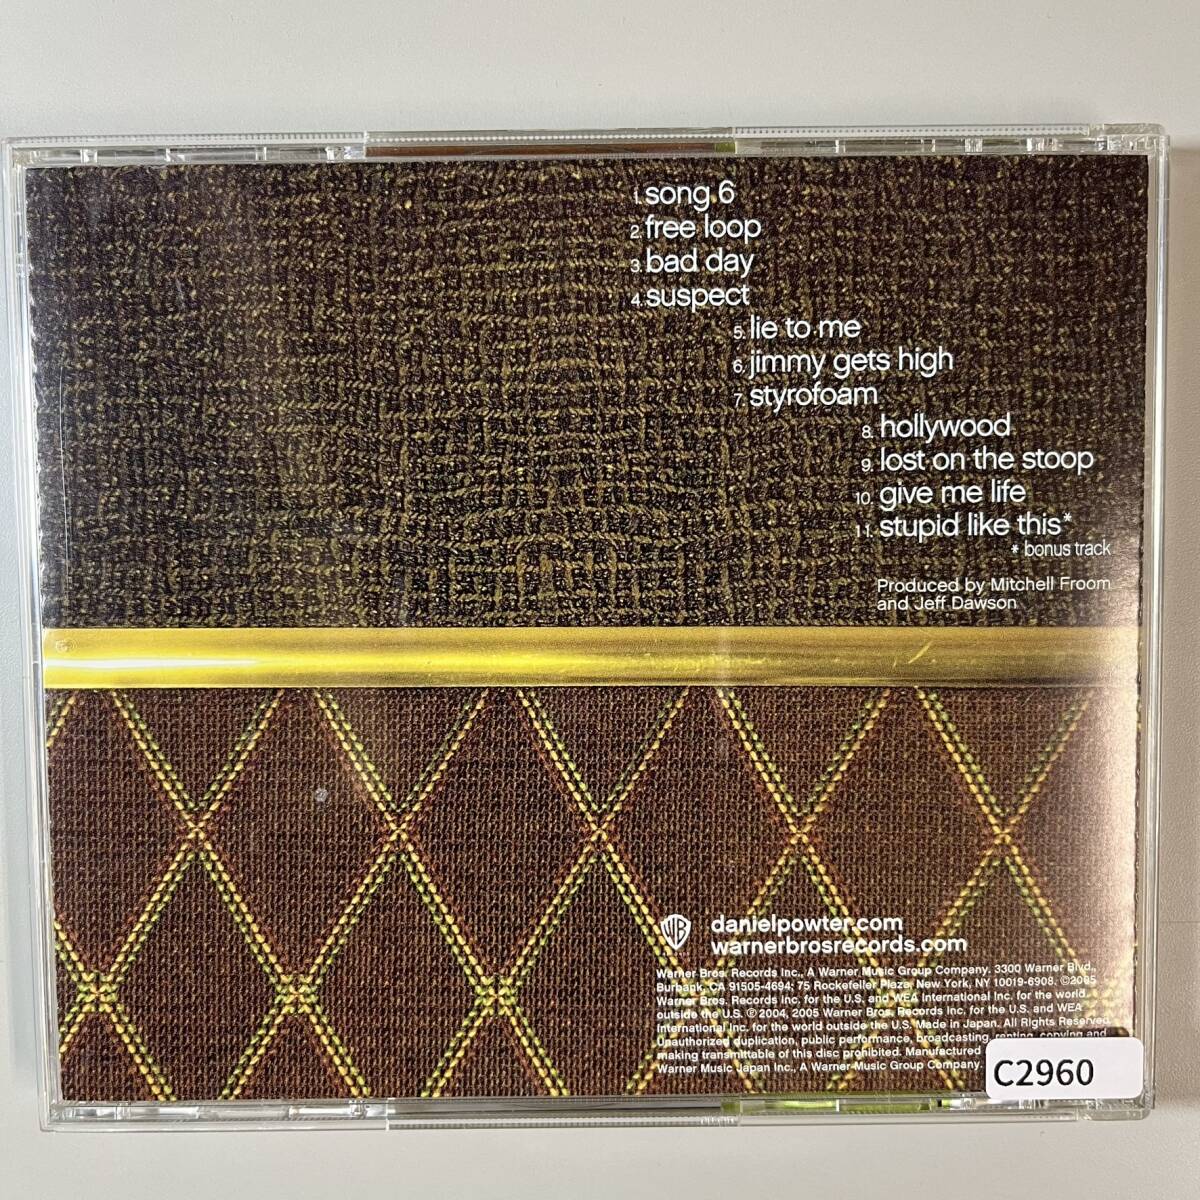 1. song 6
2. free loop
3. bad day
4. suspect
5. lie to me
6. jimmy gets high
7. styrofoam
8. hollywood
9. lost on the stoop
10. give me life
11. stupid like this*
* bonus track
Produced by Mitchell Froom
and Jeff Dawson
WB
danielpowter.com
warnerbrosrecords.com
Warner Bros. Records Inc., A Warner Music Group Company. 3300 Warner Blvd.,
Burbank, CA 91505-4694; 75 Rockefeller Plaza, New York, NY 10019-6908. ©2005
Warner Bros. Records Inc. for the U.S. and WEA International Inc. for the world
outside the U.S. ℗ 2004, 2005 Warner Bros. Records Inc. for the U.S. and WEA
International Inc. for the world outside the U.S. Made in Japan. All Rights Reserved.
Unauthorized duplication, public performance, broadcasting, renting, copying and
making transmittable of this disc prohibited. Manufactured
Warner Music Japan Inc., A Warner Music Group Company.
C2960